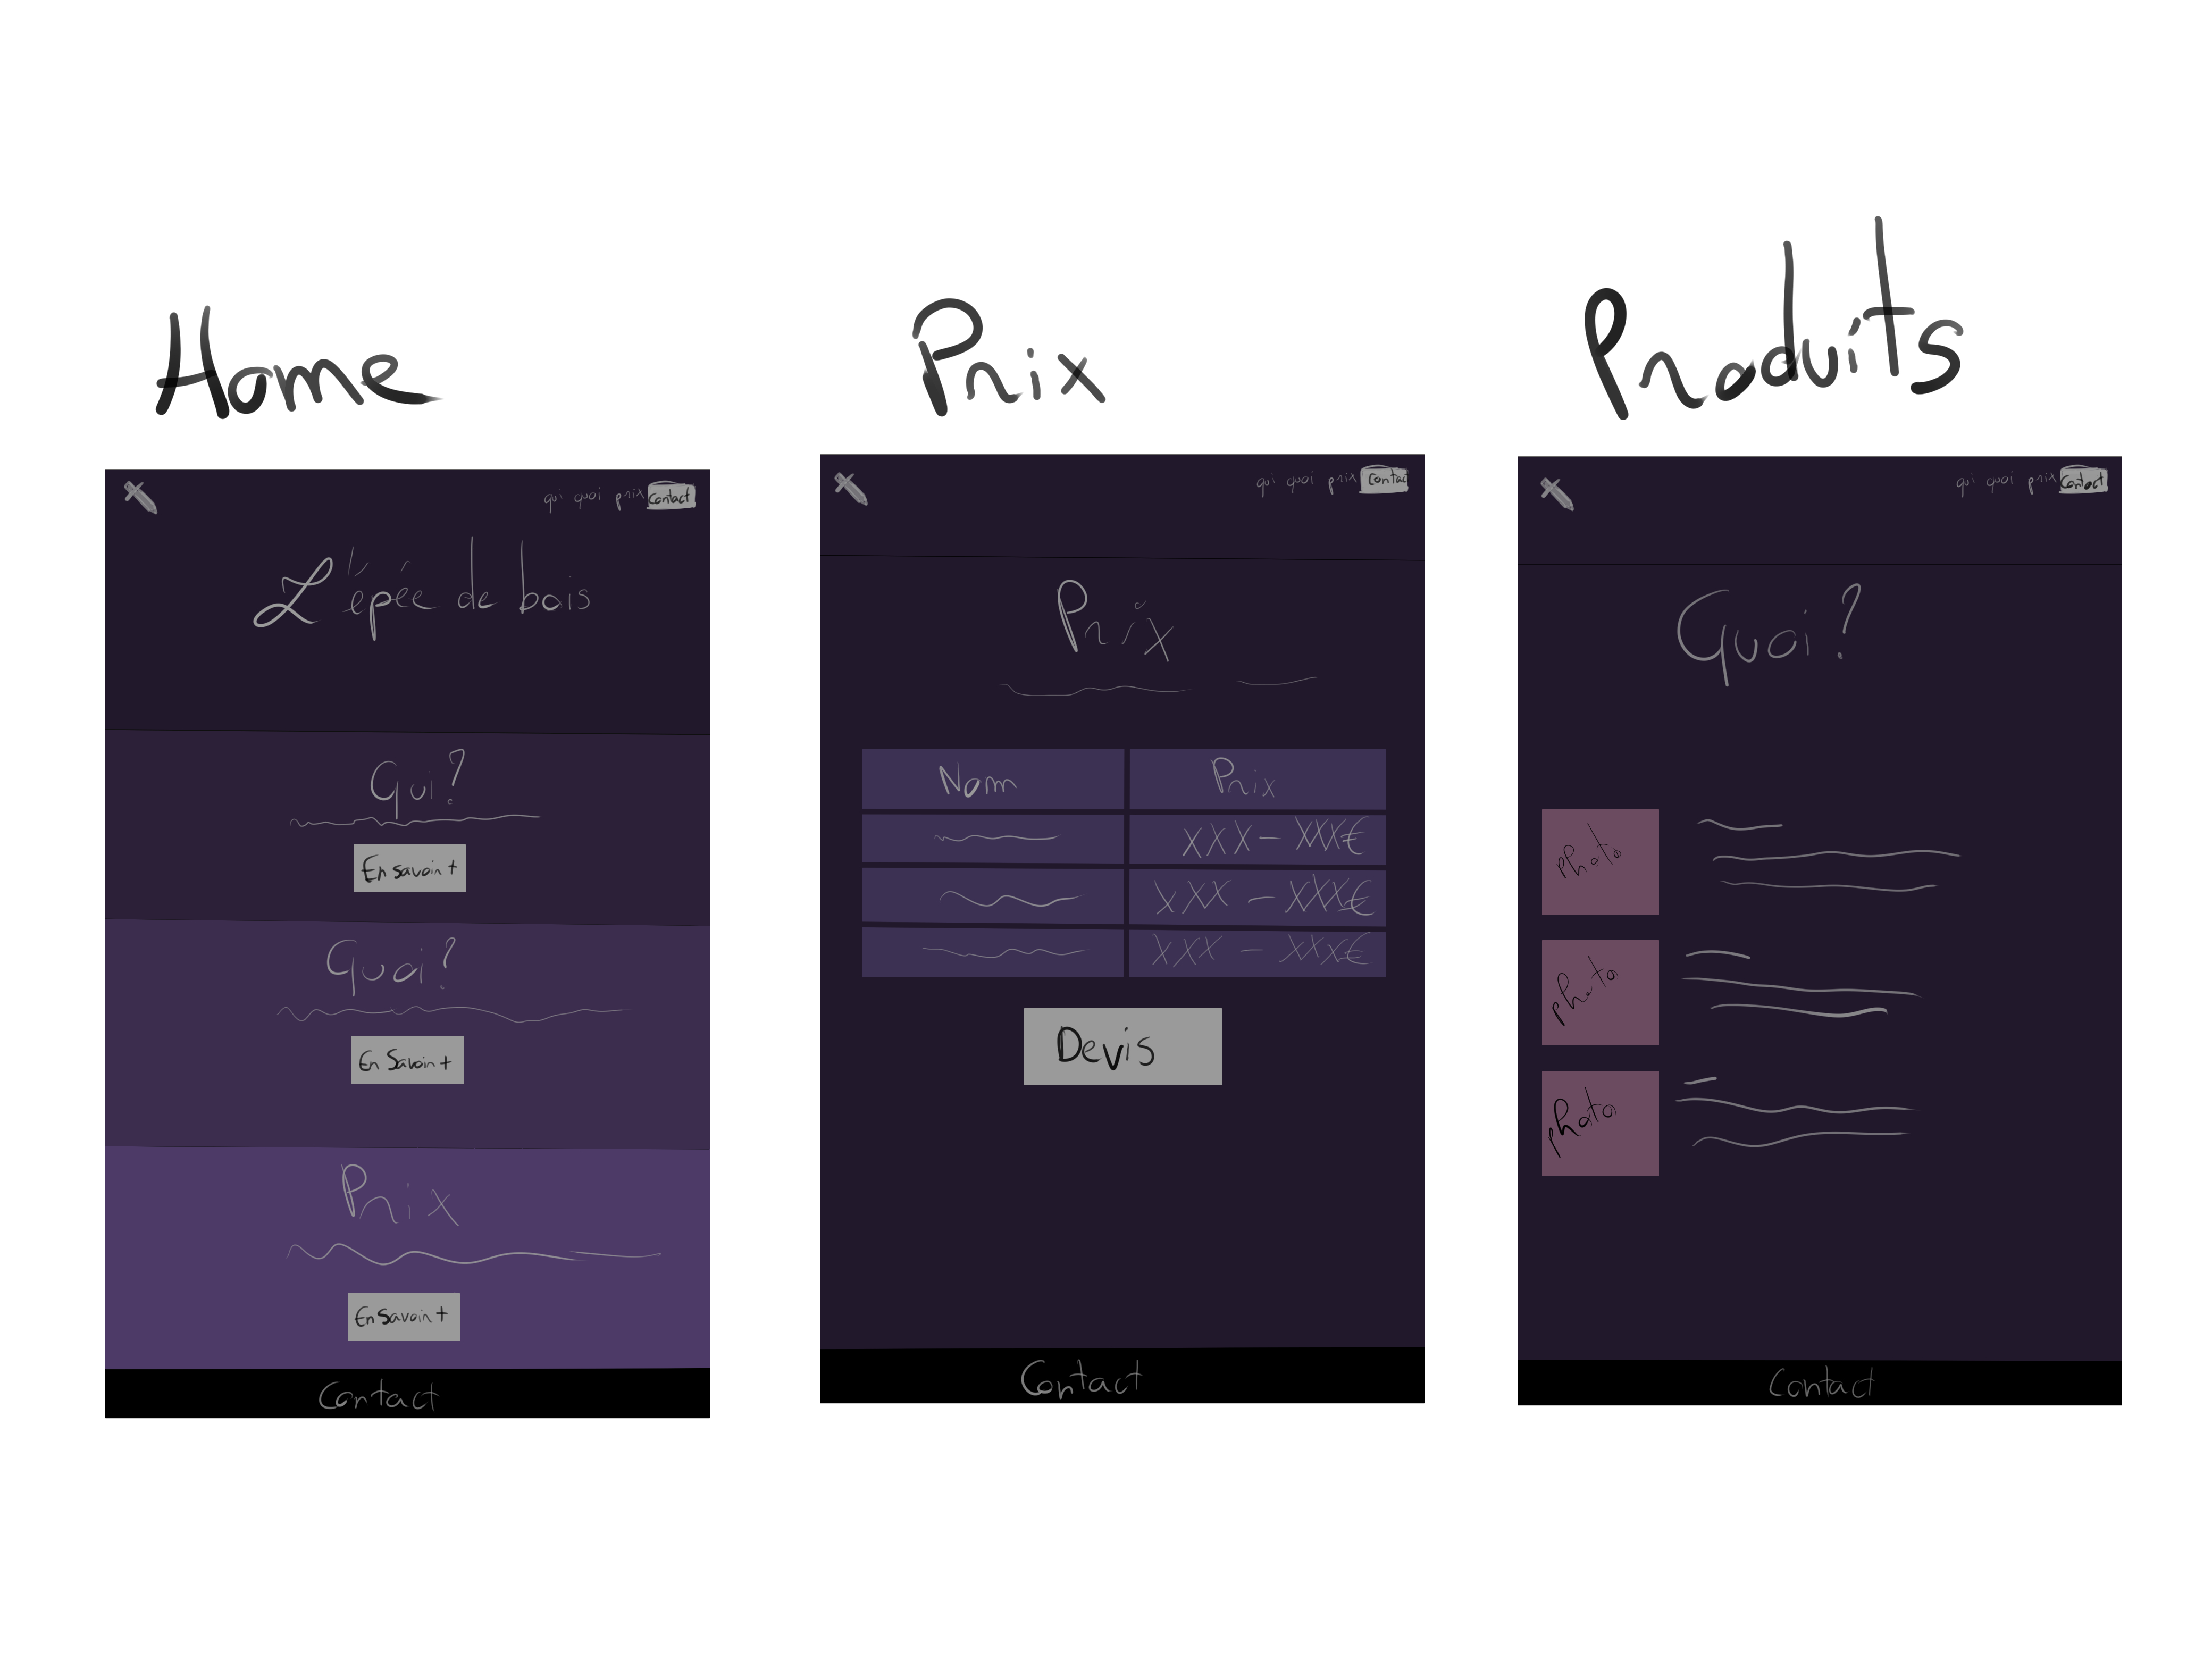 Home
qui quoi prix Contact
L'épée de bois
Qui?
En savoir +
Quoi?
En Savoir +
Prix
En Savoir +
Contact
Prix
qui quoi prix Contac
Prix
Nom Prix
XXX - XXX€
XXX - XXX€
XXX - XXX€
Devis
Contact
Produits
qui quoi prix Contact
Quoi?
Photo
Photo
Photo
Contact